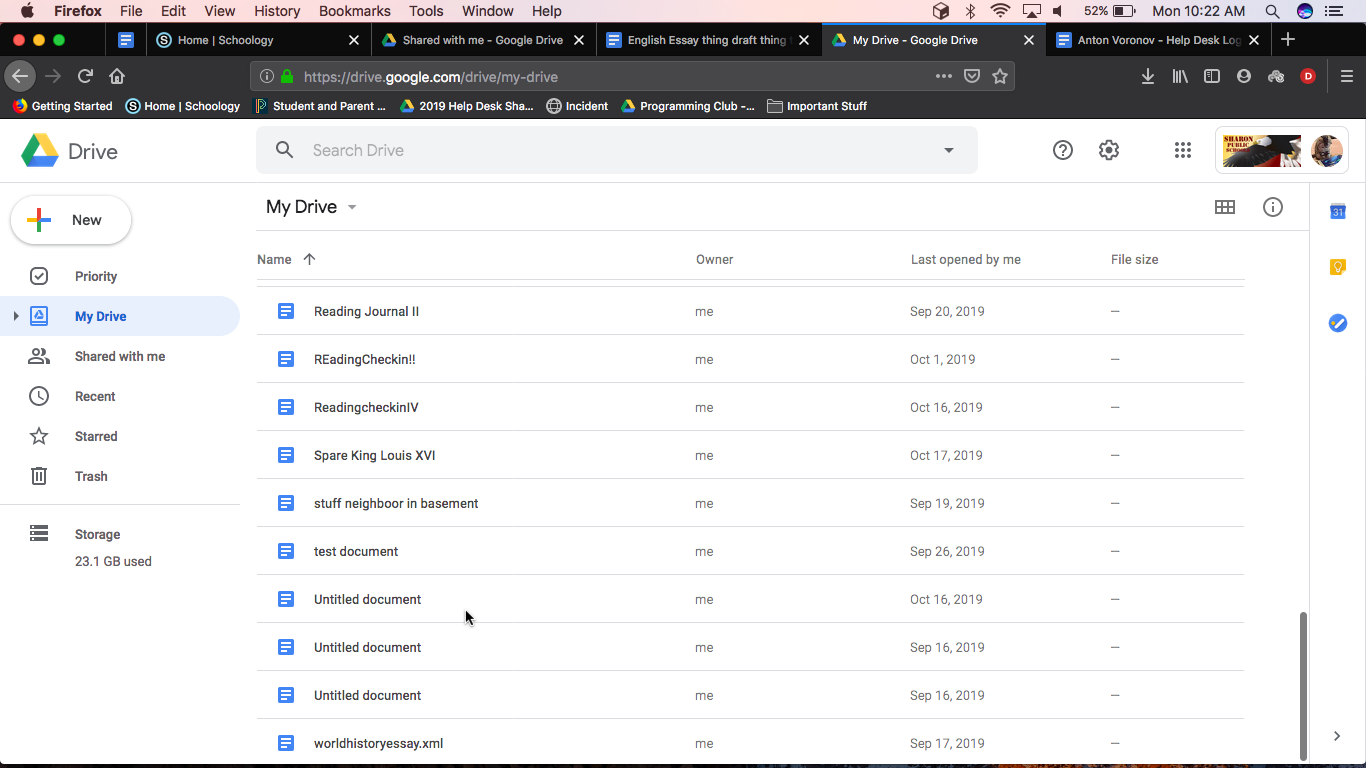 Firefox File Edit View History Bookmarks Tools Window Help 52% Mon 10:22 AM
Home | Schoology My Drive - Google Drive
Shared with me - Google Drive
English Essay thing draft thing
Anton Voronov - Help Desk Log
https://drive.google.com/drive/my-drive D
Getting Started Home | Schoology Student and Parent ... 2019 Help Desk Sha... Incident Programming Club -... Important Stuff
Drive Search Drive SHARON PUBLIC SCHOOLS
New My Drive
Name Owner Last opened by me File size
Priority
My Drive
Shared with me
Recent
Starred
Trash
Storage
23.1 GB used
Reading Journal II me Sep 20, 2019 —
REadingCheckin!! me Oct 1, 2019 —
ReadingcheckinIV me Oct 16, 2019 —
Spare King Louis XVI me Oct 17, 2019 —
stuff neighboor in basement me Sep 19, 2019 —
test document me Sep 26, 2019 —
Untitled document me Oct 16, 2019 —
Untitled document me Sep 16, 2019 —
Untitled document me Sep 16, 2019 —
worldhistoryessay.xml me Sep 17, 2019 —
31